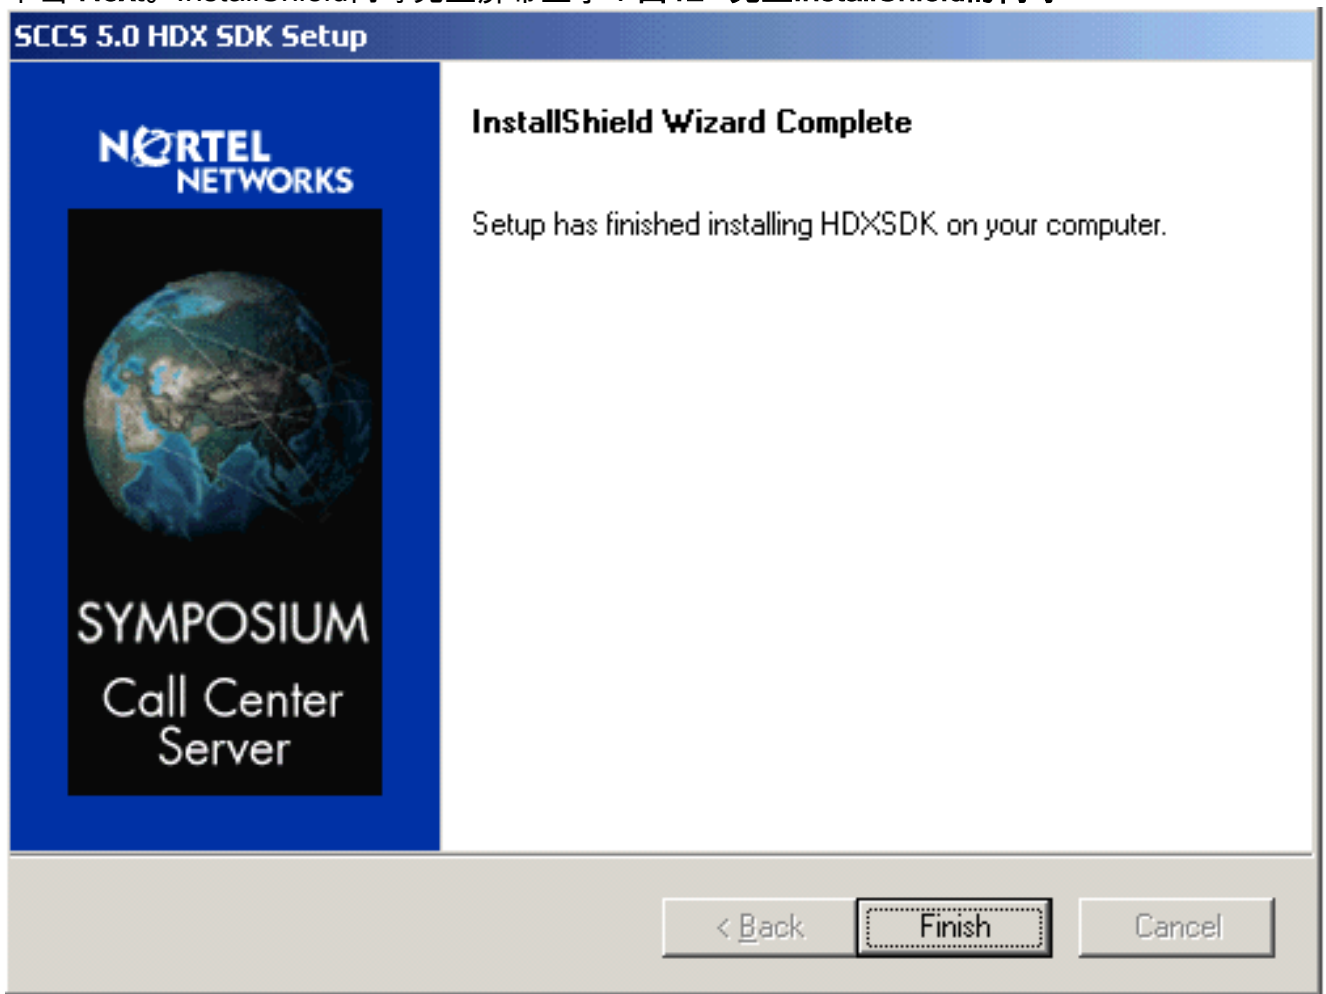 SCCS 5.0 HDX SDK Setup
NORTEL
NETWORKS
InstallShield Wizard Complete
Setup has finished installing HDXSDK on your computer.
SYMPOSIUM
Call Center
Server
< Back
Finish
Cancel